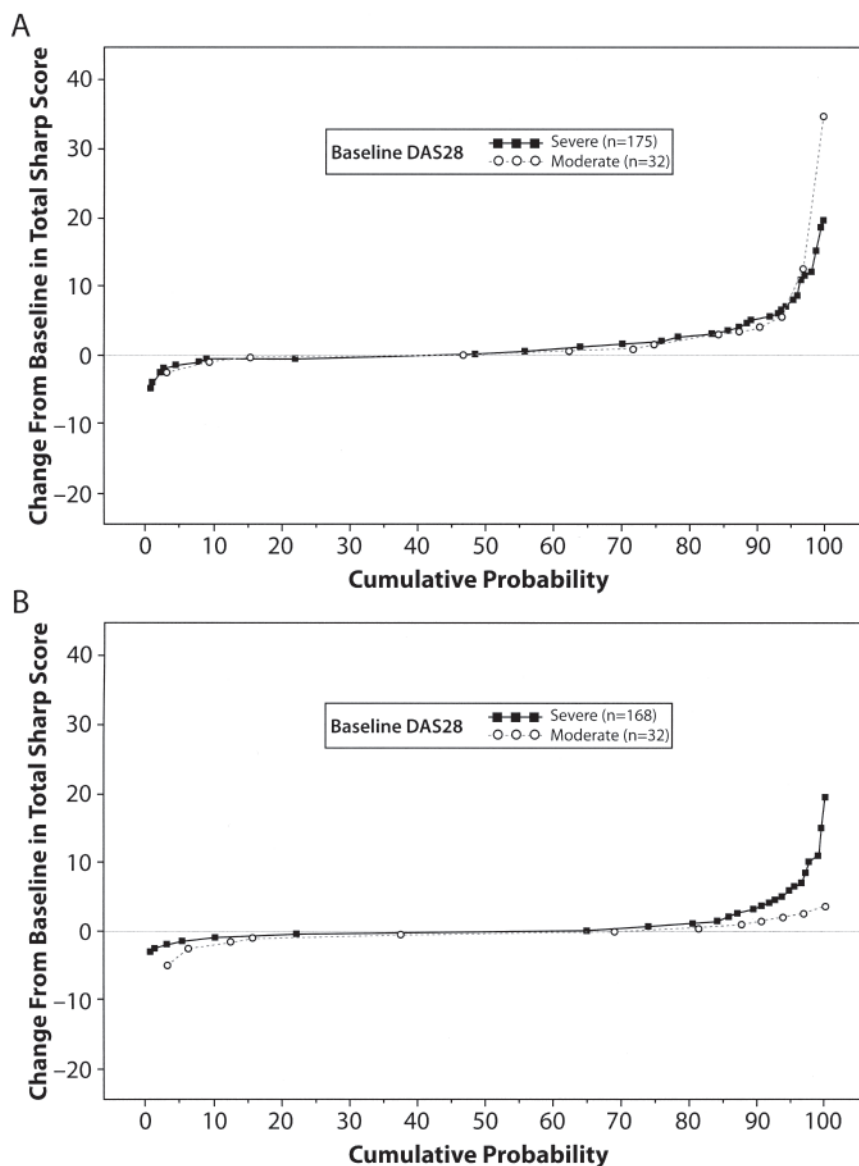 A
Change From Baseline in Total Sharp Score
40
30
20
10
0
–10
–20
Baseline DAS28
Severe (n=175)
Moderate (n=32)
0 10 20 30 40 50 60 70 80 90 100
Cumulative Probability
B
Change From Baseline in Total Sharp Score
40
30
20
10
0
–10
–20
Baseline DAS28
Severe (n=168)
Moderate (n=32)
0 10 20 30 40 50 60 70 80 90 100
Cumulative Probability